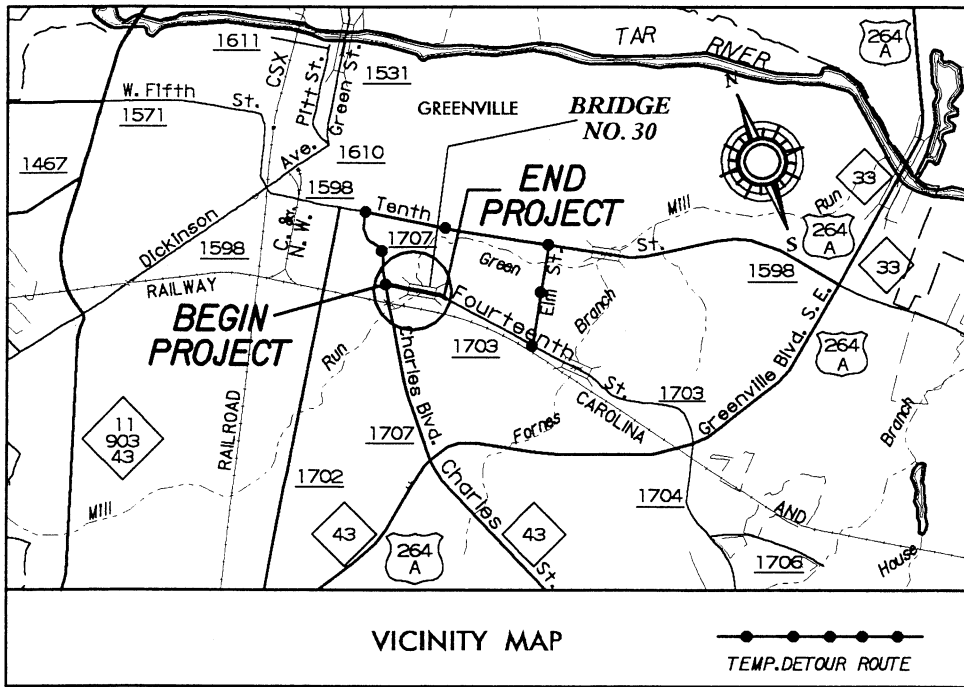 TAR
RIVER
264
A
1611
CSX
Pitt St.
Green St.
1531
W. Fifth
St.
1571
GREENVILLE
BRIDGE
NO. 30
N
S
1467
Ave.
1610
Dickinson
1598
1598
C. &
N. W.
RAILWAY
Tenth
END
PROJECT
Mill
Run
33
264
A
33
1707
Green
St.
1598
Elm St.
Branch
BEGIN
PROJECT
Fourteenth
St.
1703
1703
Run
Charles Blvd.
264
A
Greenville Blvd. S.E.
CAROLINA
AND
11
903
43
RAILROAD
1707
Fornes
Branch
1702
Charles
St.
1704
Mill
43
264
A
43
1706
House
VICINITY MAP
TEMP. DETOUR ROUTE